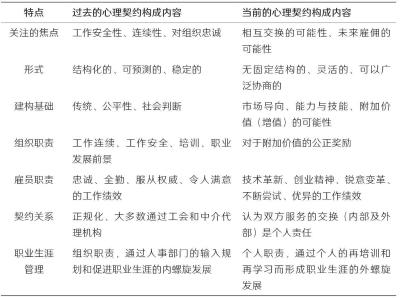 特点 过去的心理契约构成内容 当前的心理契约构成内容
关注的焦点 工作安全性、连续性、对组织忠诚 相互交换的可能性,未来雇佣的
可能性
形式 结构化的、可预测的、稳定的 无固定结构的、灵活的、可以广
泛协商的
建构基础 传统、公平性、社会判断 市场导向、能力与技能、附加价
值(增值)的可能性
组织职责 工作连续、工作安全、培训、职业 对于附加价值的公正奖励
发展前景
雇员职责 忠诚、全勤、服从权威、令人满意 技术革新、创业精神、锐意变革、
的工作绩效 不断尝试、优异的工作绩效
契约关系 正规化、大多数通过工会和中介代 认为双方服务的交换(内部及外
理机构 部)是个人责任
职业生涯 组织职责,通过人事部门的输入规 个人职责,通过个人的再培训和
管理 划和促进职业生涯的内螺旋发展 再学习而形成职业生涯的外螺旋
发展